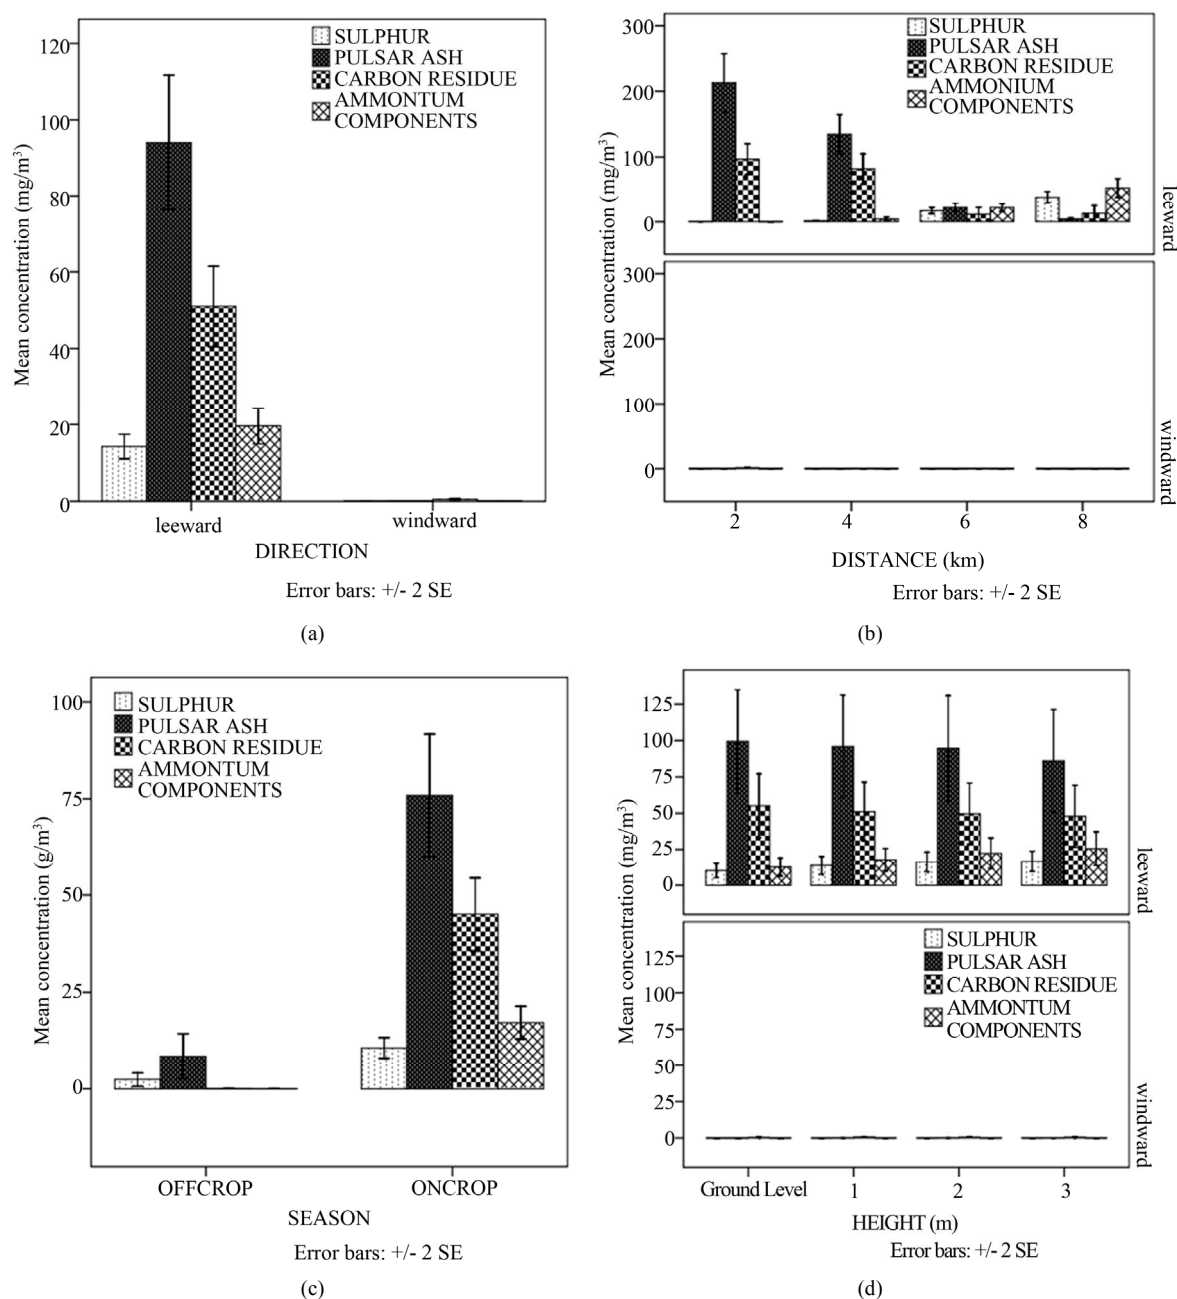 120
100
80
60
40
20
0
Mean concentration (mg/m³)
SULPHUR
PULSAR ASH
CARBON RESIDUE
AMMONTUM
COMPONENTS
leeward
windward
DIRECTION
Error bars: +/- 2 SE
(a)
300
200
100
0
Mean concentration (mg/m³)
SULPHUR
PULSAR ASH
CARBON RESIDUE
AMMONIUM
COMPONENTS
leeward
300
200
100
0
windward
2
4
6
8
DISTANCE (km)
Error bars: +/- 2 SE
(b)
100
75
50
25
0
Mean concentration (g/m³)
SULPHUR
PULSAR ASH
CARBON RESIDUE
AMMONTUM
COMPONENTS
OFFCROP
ONCROP
SEASON
Error bars: +/- 2 SE
(c)
125
100
75
50
25
0
Mean concentration (mg/m³)
leeward
125
100
75
50
25
0
SULPHUR
PULSAR ASH
CARBON RESIDUE
AMMONTUM
COMPONENTS
windward
Ground Level
1
2
3
HEIGHT (m)
Error bars: +/- 2 SE
(d)